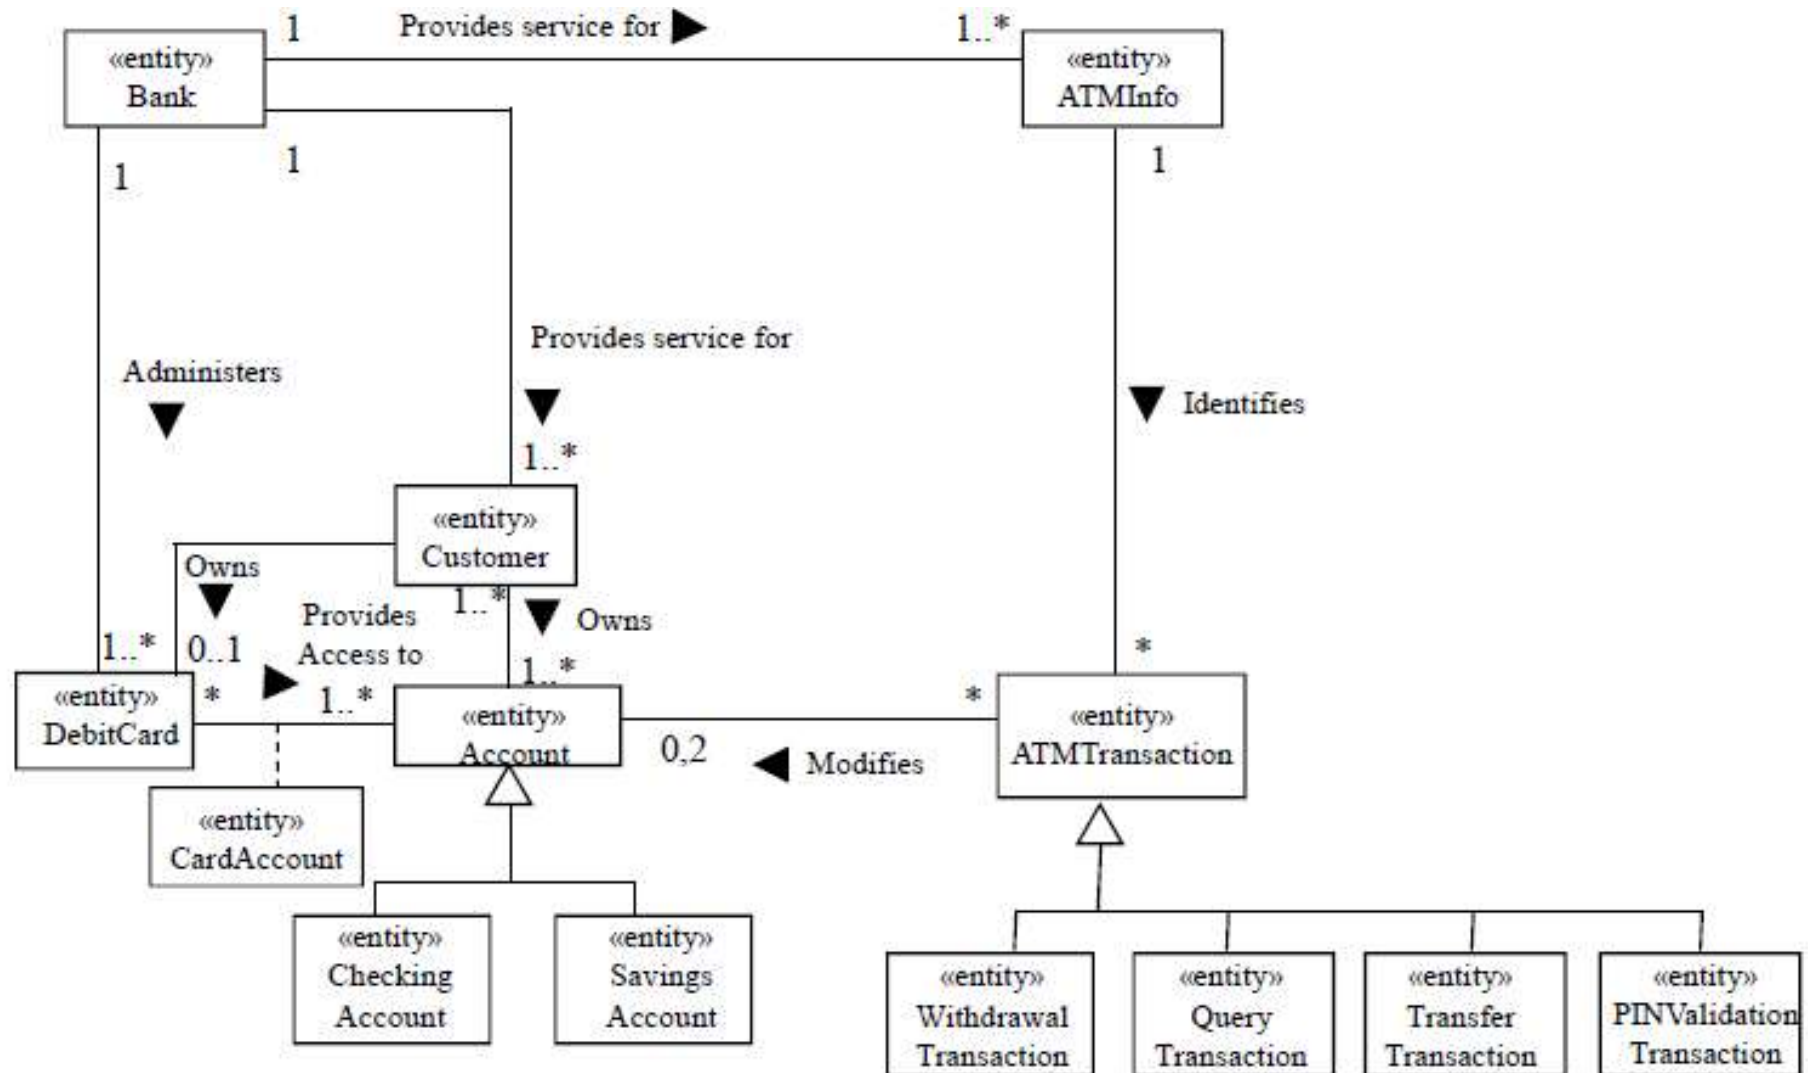 1
Provides service for
1..*
«entity»
Bank
«entity»
ATMInfo
1
1
1
Provides service for
Administers
Identifies
1..*
«entity»
Customer
Owns
1..*
Provides
Access to
Owns
1..*
0..1
*
1..*
1..*
*
*
«entity»
DebitCard
«entity»
Account
0,2
Modifies
«entity»
ATMTransaction
«entity»
CardAccount
«entity»
Checking
Account
«entity»
Savings
Account
«entity»
Withdrawal
Transaction
«entity»
Query
Transaction
«entity»
Transfer
Transaction
«entity»
PINValidation
Transaction